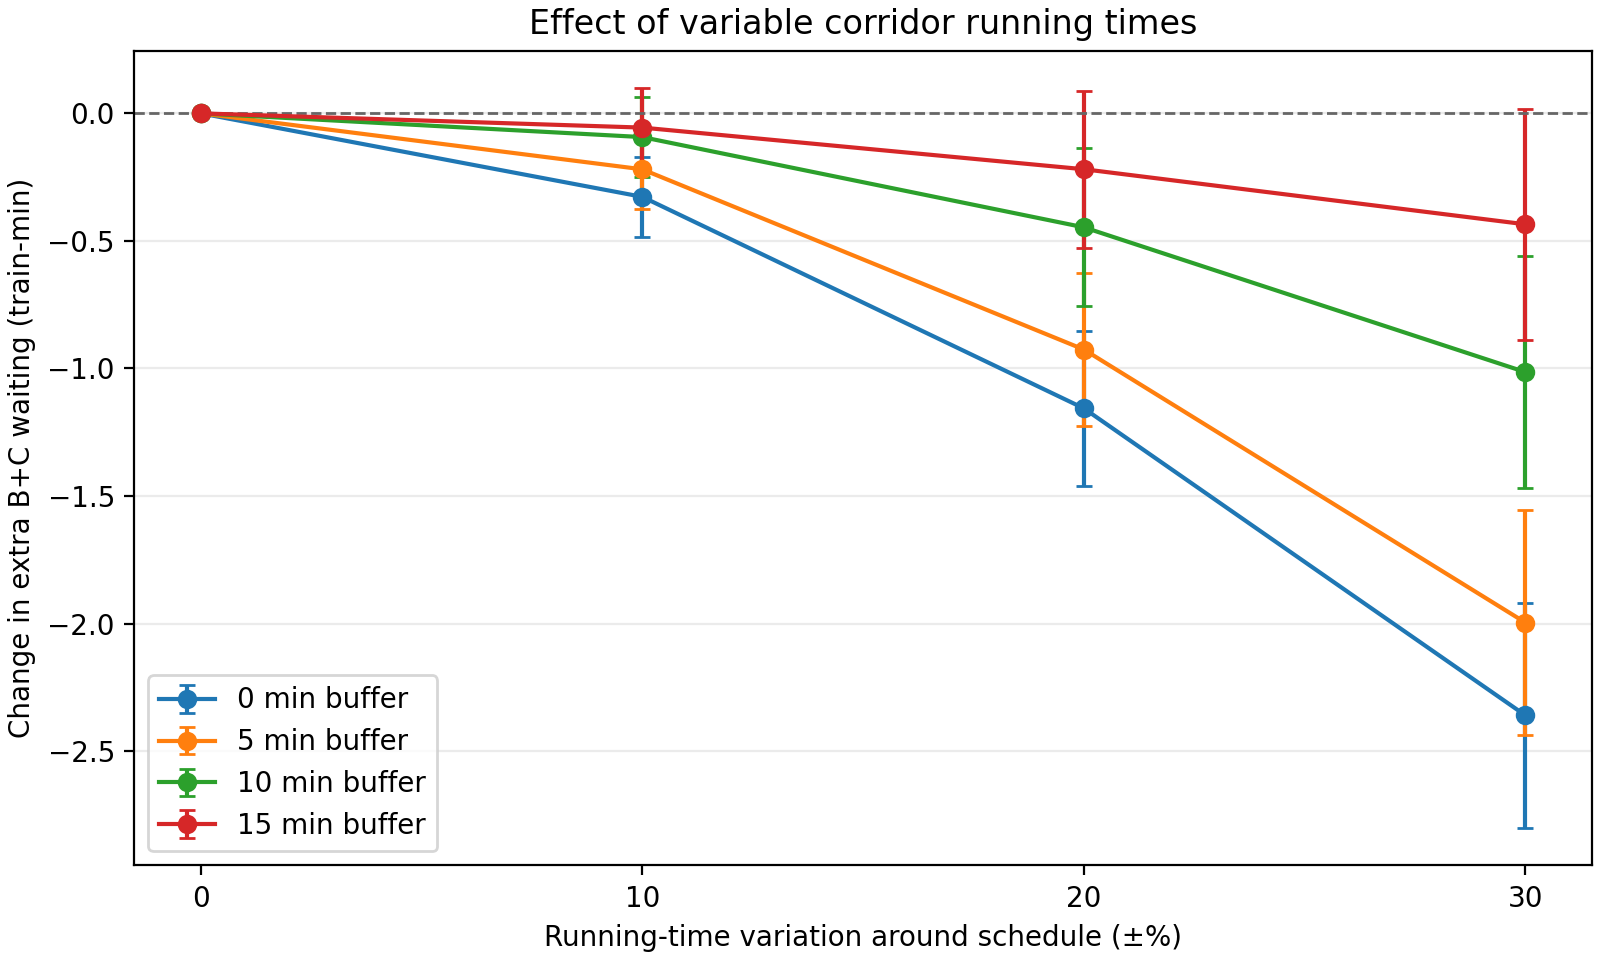 Effect of variable corridor running times
Change in extra B+C waiting (train-min)
0.0
−0.5
−1.0
−1.5
−2.0
−2.5
0 min buffer
5 min buffer
10 min buffer
15 min buffer
0
10
20
30
Running-time variation around schedule (±%)